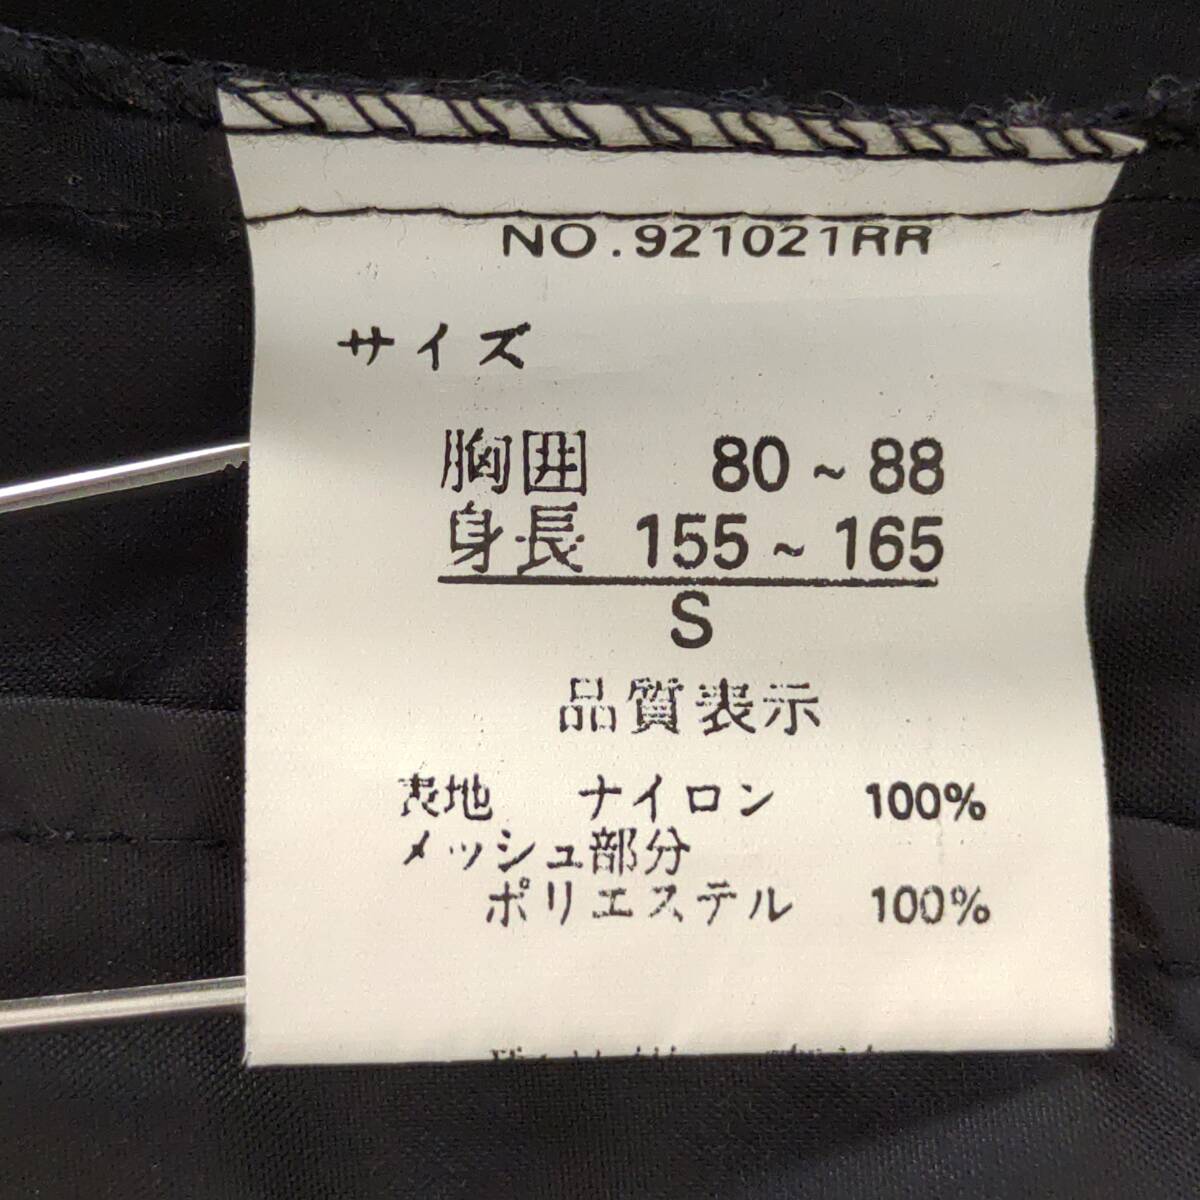 NO.921021RR
サイズ
胸囲 80~88
身長 155~165
S
品質表示
表地 ナイロン 100%
メッシュ部分
ポリエステル 100%